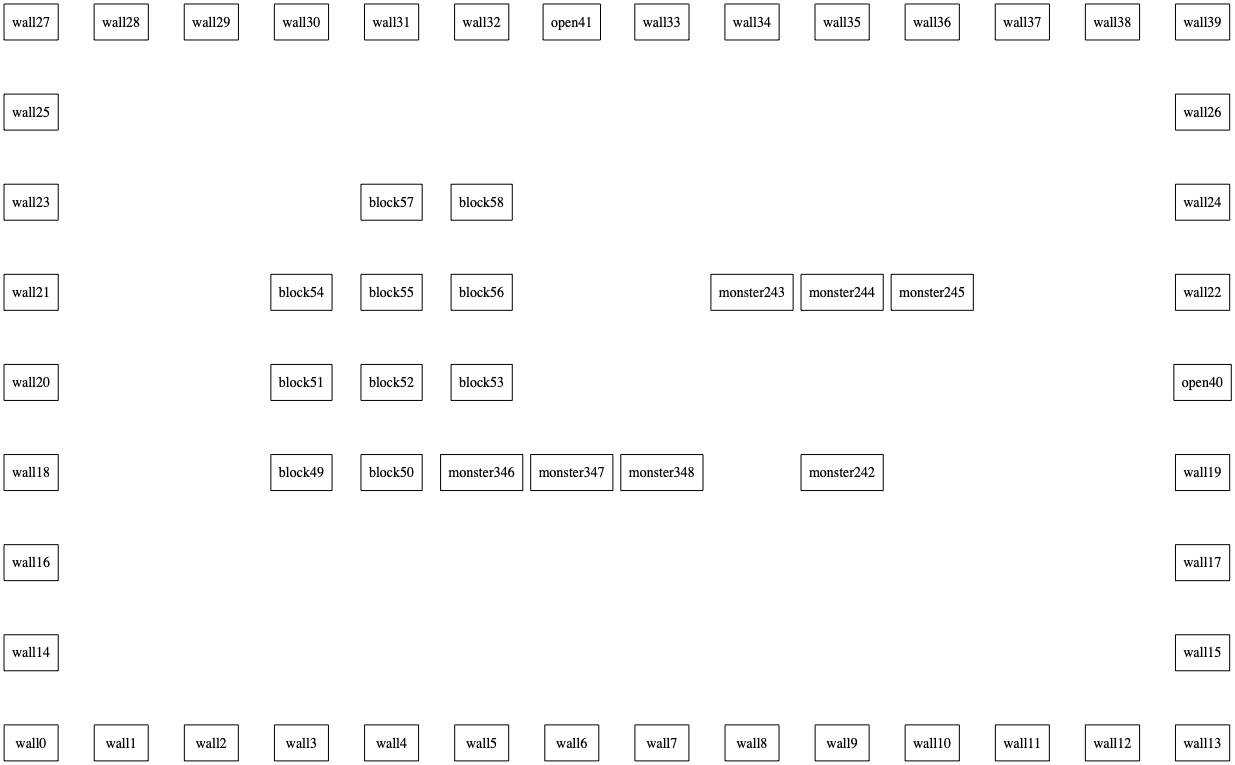 wall27 wall28 wall29 wall30 wall31 wall32 open41 wall33 wall34 wall35 wall36 wall37 wall38 wall39
wall25 wall26
wall23 block57 block58 wall24
wall21 block54 block55 block56 monster243 monster244 monster245 wall22
wall20 block51 block52 block53 open40
wall18 block49 block50 monster346 monster347 monster348 monster242 wall19
wall16 wall17
wall14 wall15
wall0 wall1 wall2 wall3 wall4 wall5 wall6 wall7 wall8 wall9 wall10 wall11 wall12 wall13